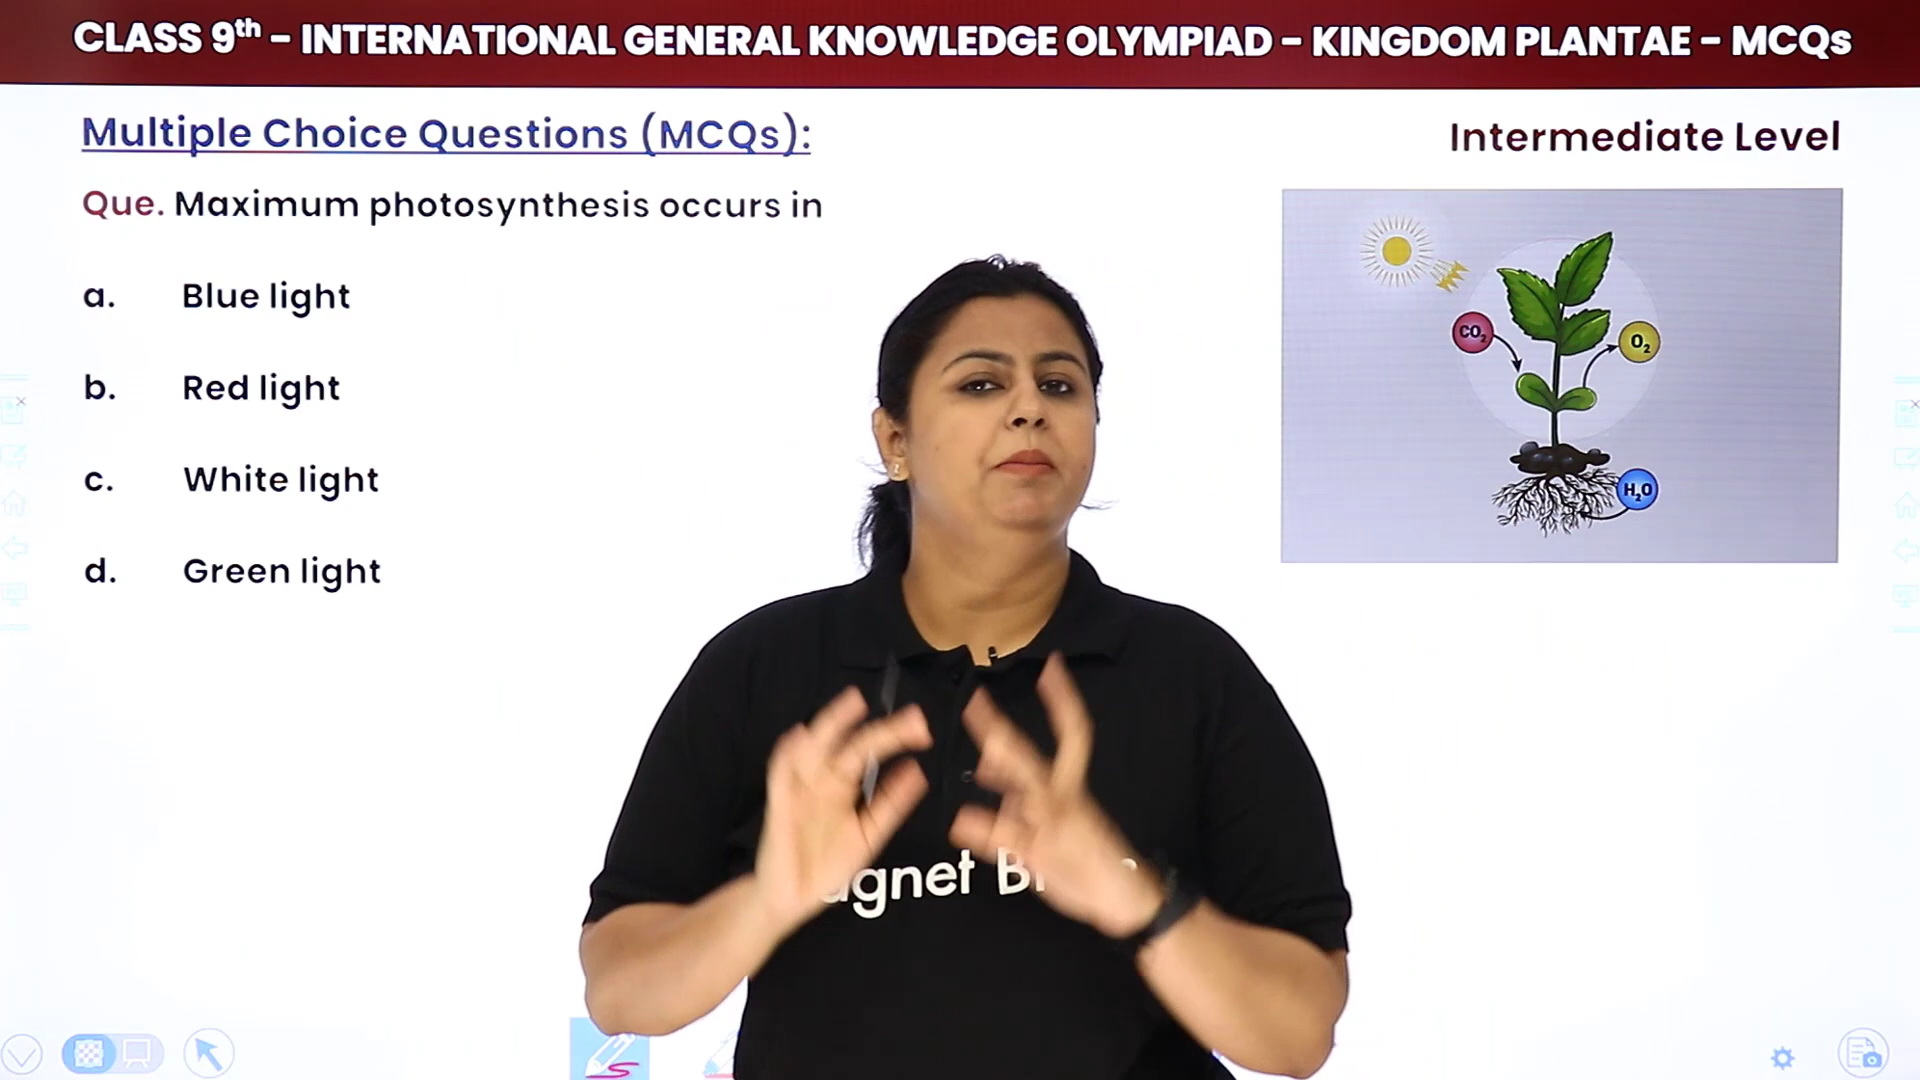 CLASS 9th – INTERNATIONAL GENERAL KNOWLEDGE OLYMPIAD – KINGDOM PLANTAE – MCQs
Multiple Choice Questions (MCQs):
Intermediate Level
Que. Maximum photosynthesis occurs in
a. Blue light
b. Red light
c. White light
d. Green light
CO2
O2
H2O